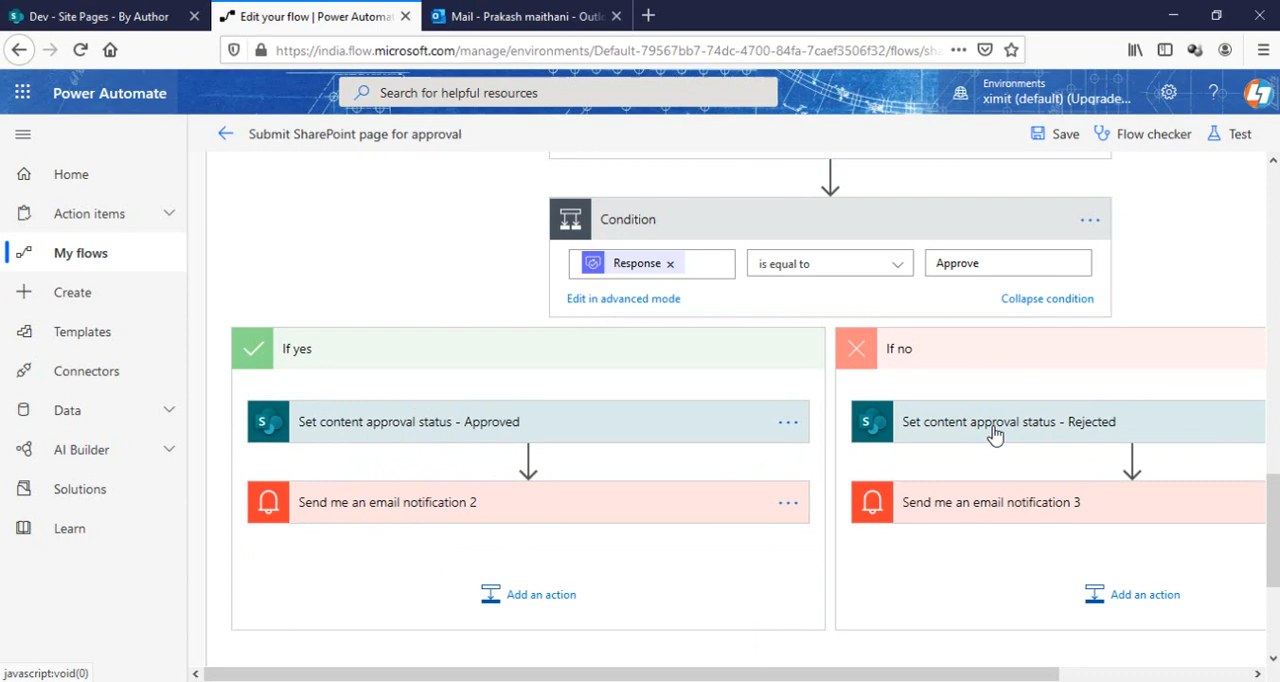 Dev - Site Pages - By Author
Edit your flow | Power Automa
Mail - Prakash maithani - Outl
https://india.flow.microsoft.com/manage/environments/Default-79567bb7-74dc-4700-84fa-7caef3506f32/flows/sh
Power Automate
Search for helpful resources
Environments
ximit (default) (Upgrade...
Submit SharePoint page for approval
Save
Flow checker
Test
Home
Action items
My flows
Create
Templates
Connectors
Data
AI Builder
Solutions
Learn
Condition
Response
is equal to
Approve
Edit in advanced mode
Collapse condition
If yes
If no
Set content approval status - Approved
Set content approval status - Rejected
Send me an email notification 2
Send me an email notification 3
Add an action
Add an action
javascript:void(0)